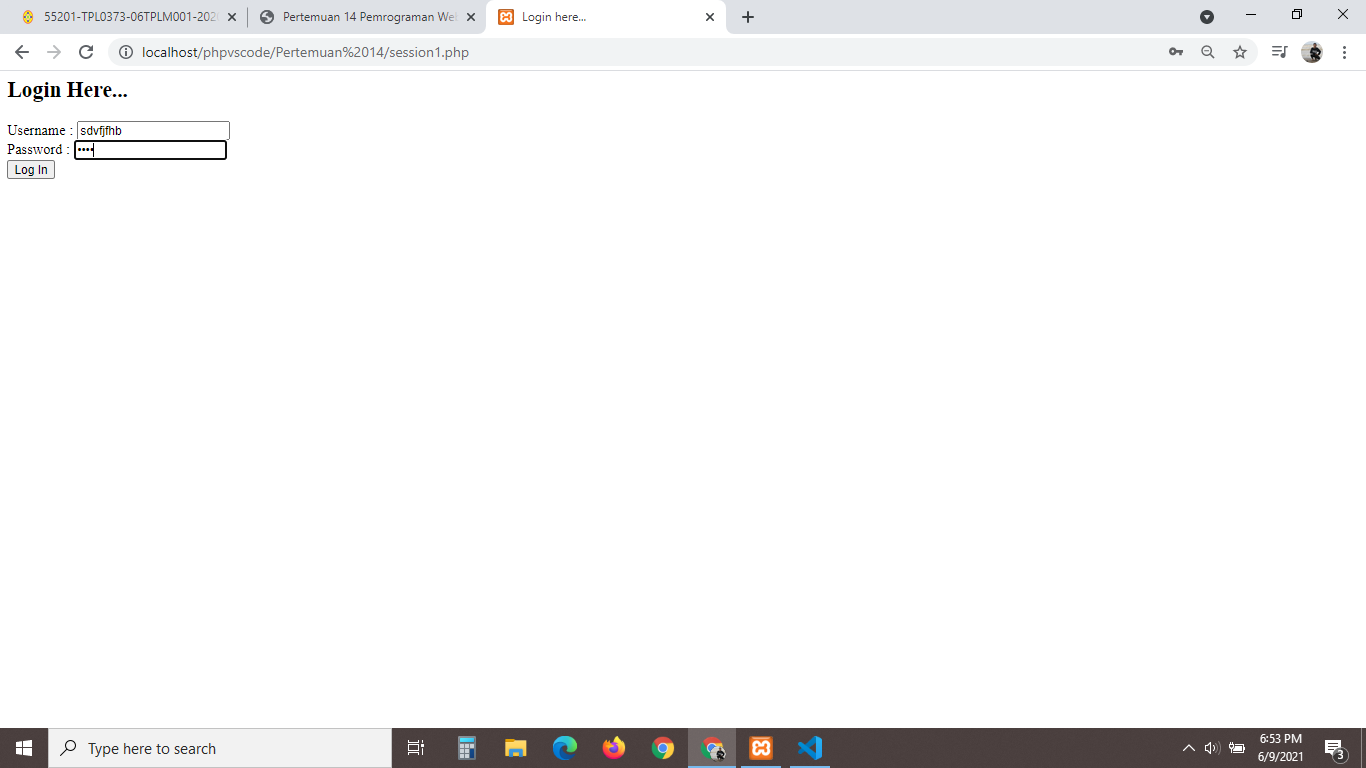 55201-TPL0373-06TPLM001-202
Pertemuan 14 Pemrograman We
Login here...
localhost/phpvscode/Pertemuan%2014/session1.php
Login Here...
Username : sdvfjfhb
Password : ••••
Log In
Type here to search
6:53 PM
6/9/2021
3